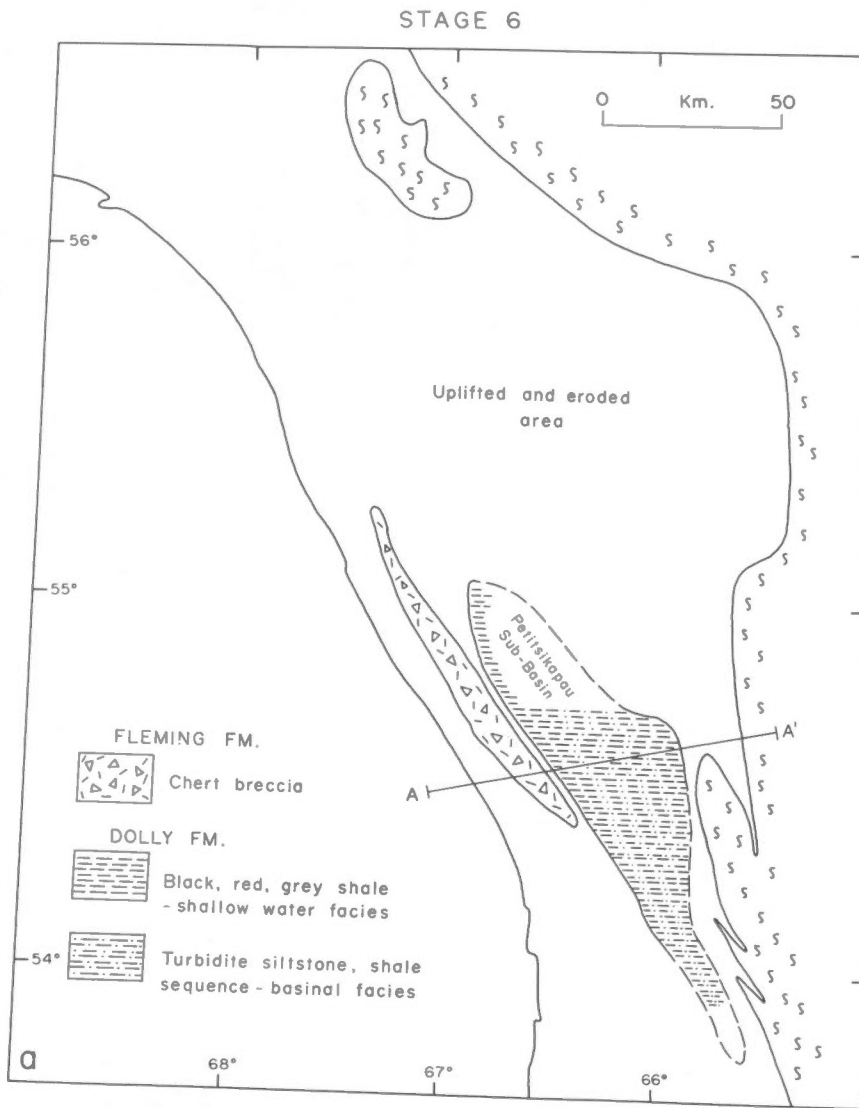 STAGE 6
0 Km. 50
56°
Uplifted and eroded
area
55°
Petitsikapau
Sub-Basin
FLEMING FM.
Chert breccia
A
A'
DOLLY FM.
Black, red, grey shale
- shallow water facies
Turbidite siltstone, shale
sequence - basinal facies
54°
a
68°
67°
66°